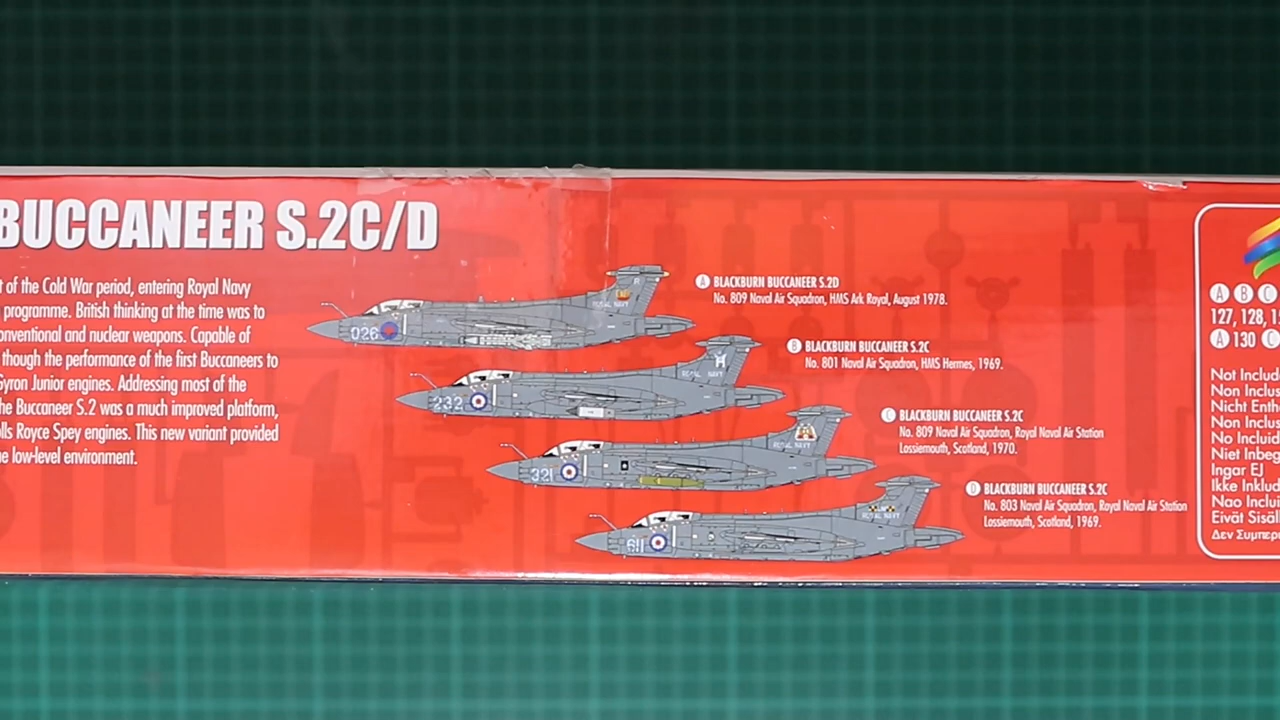 BUCCANEER S.2C/D
t of the Cold War period, entering Royal Navy
programme. British thinking at the time was to
onventional and nuclear weapons. Capable of
though the performance of the first Buccaneers to
Gyron Junior engines. Addressing most of the
he Buccaneer S.2 was a much improved platform,
lls Royce Spey engines. This new variant provided
e low-level environment.
A BLACKBURN BUCCANEER S.2D
No. 809 Naval Air Squadron, HMS Ark Royal, August 1978.
R
ROYAL NAVY
026
B BLACKBURN BUCCANEER S.2C
No. 801 Naval Air Squadron, HMS Hermes, 1969.
H
ROYAL NAVY
232
C BLACKBURN BUCCANEER S.2C
No. 809 Naval Air Squadron, Royal Naval Air Station
Lossiemouth, Scotland, 1970.
ROYAL NAVY
321
D BLACKBURN BUCCANEER S.2C
No. 803 Naval Air Squadron, Royal Naval Air Station
Lossiemouth, Scotland, 1969.
ROYAL NAVY
611
A B C
127, 128, 1
A 130 C
Not Include
Non Inclus
Nicht Enth
Non Inclus
No Incluid
Niet Inbeg
Ingar EJ
Ikke Inklud
Nao Inclui
Eivät Sisäl
Δεν Συμπερι